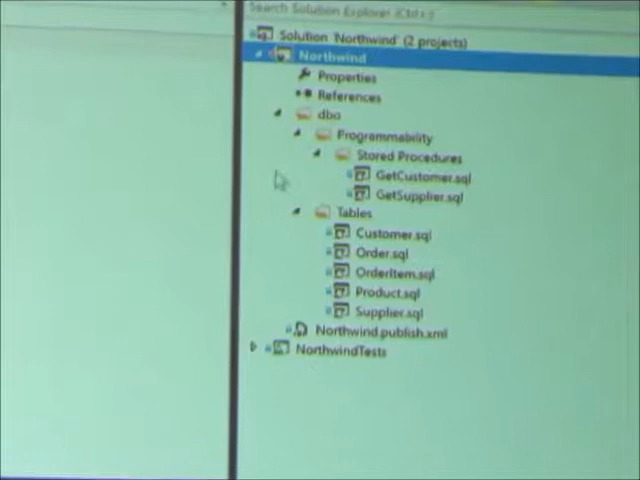 Search Solution Explorer (Ctrl+;)
Solution 'Northwind' (2 projects)
Northwind
Properties
References
dbo
Programmability
Stored Procedures
GetCustomer.sql
GetSupplier.sql
Tables
Customer.sql
Order.sql
OrderItem.sql
Product.sql
Supplier.sql
Northwind.publish.xml
NorthwindTests